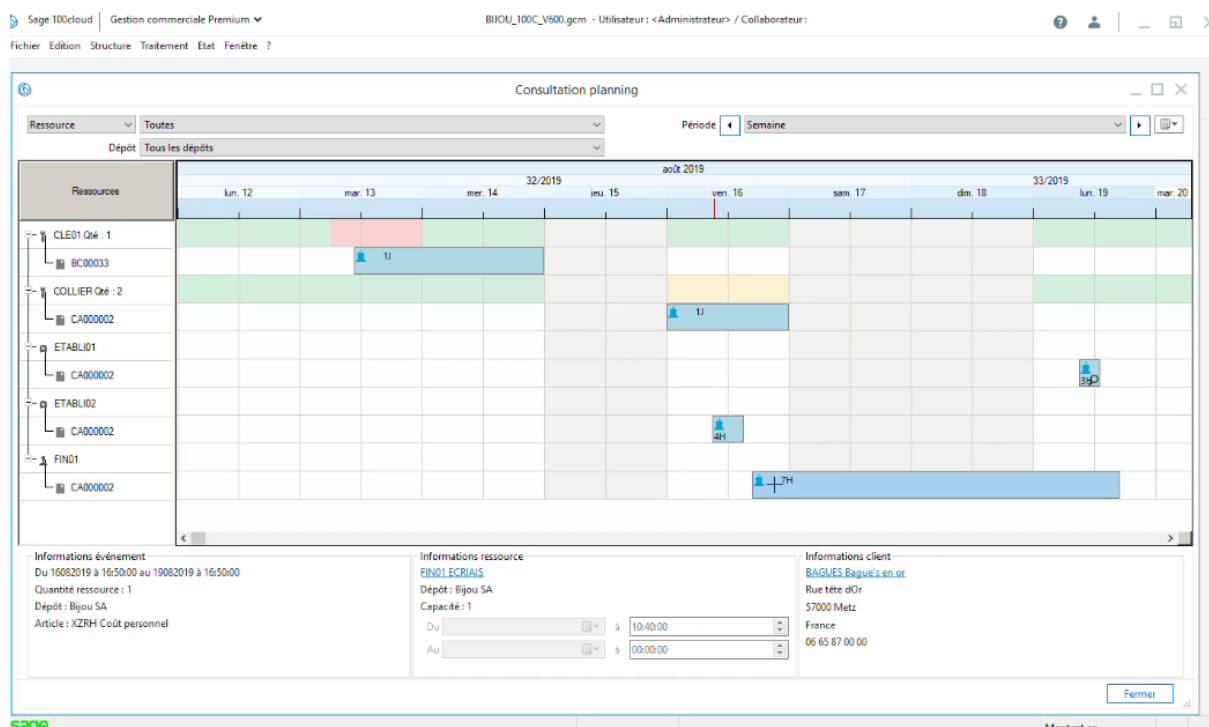 Sage 100cloud Gestion commerciale Premium BIJOU_100C_V600.gcm - Utilisateur : <Administrateur> / Collaborateur :
Fichier Edition Structure Traitement Etat Fenêtre ?
Consultation planning
Ressource Toutes Période Semaine
Dépôt Tous les dépôts
août 2019
32/2019 33/2019
Ressources lun. 12 mar. 13 mer. 14 jeu. 15 ven. 16 sam. 17 dim. 18 lun. 19 mar. 20
CLE01 Qté : 1
BC00033 1J
COLLIER Qté : 2
CA000002 1J
ETABLI01
CA000002 3H
ETABLI02
CA000002 4H
FIN01
CA000002 7H
Informations événement
Du 16082019 à 16:50:00 au 19082019 à 16:50:00
Quantité ressource : 1
Dépôt : Bijou SA
Article : XZRH Coût personnel
Informations ressource
FIN01 ECRIAIS
Dépôt : Bijou SA
Capacité : 1
Du à 10:40:00
Au à 00:00:00
Informations client
BAGUES Bague's en or
Rue tête dOr
57000 Metz
France
06 65 87 00 00
Fermer
sage